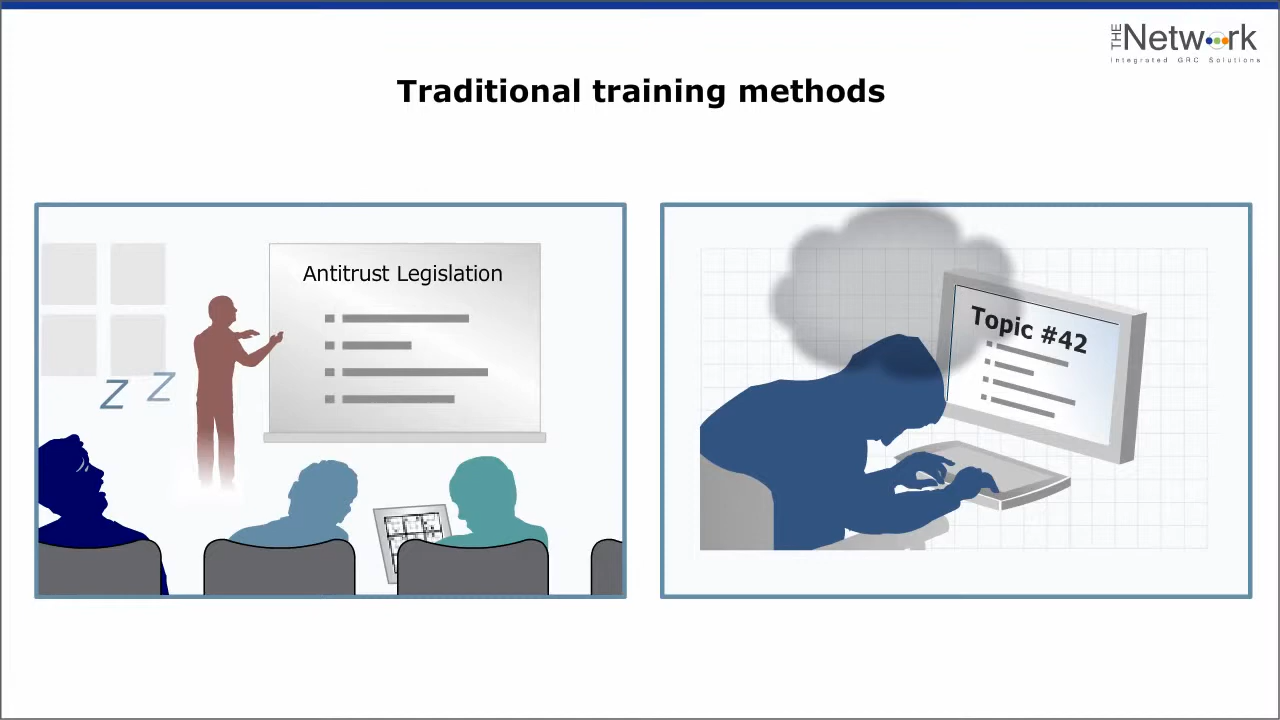 THE Network
Integrated GRC Solutions
Traditional training methods
Antitrust Legislation
Z Z
Topic #42